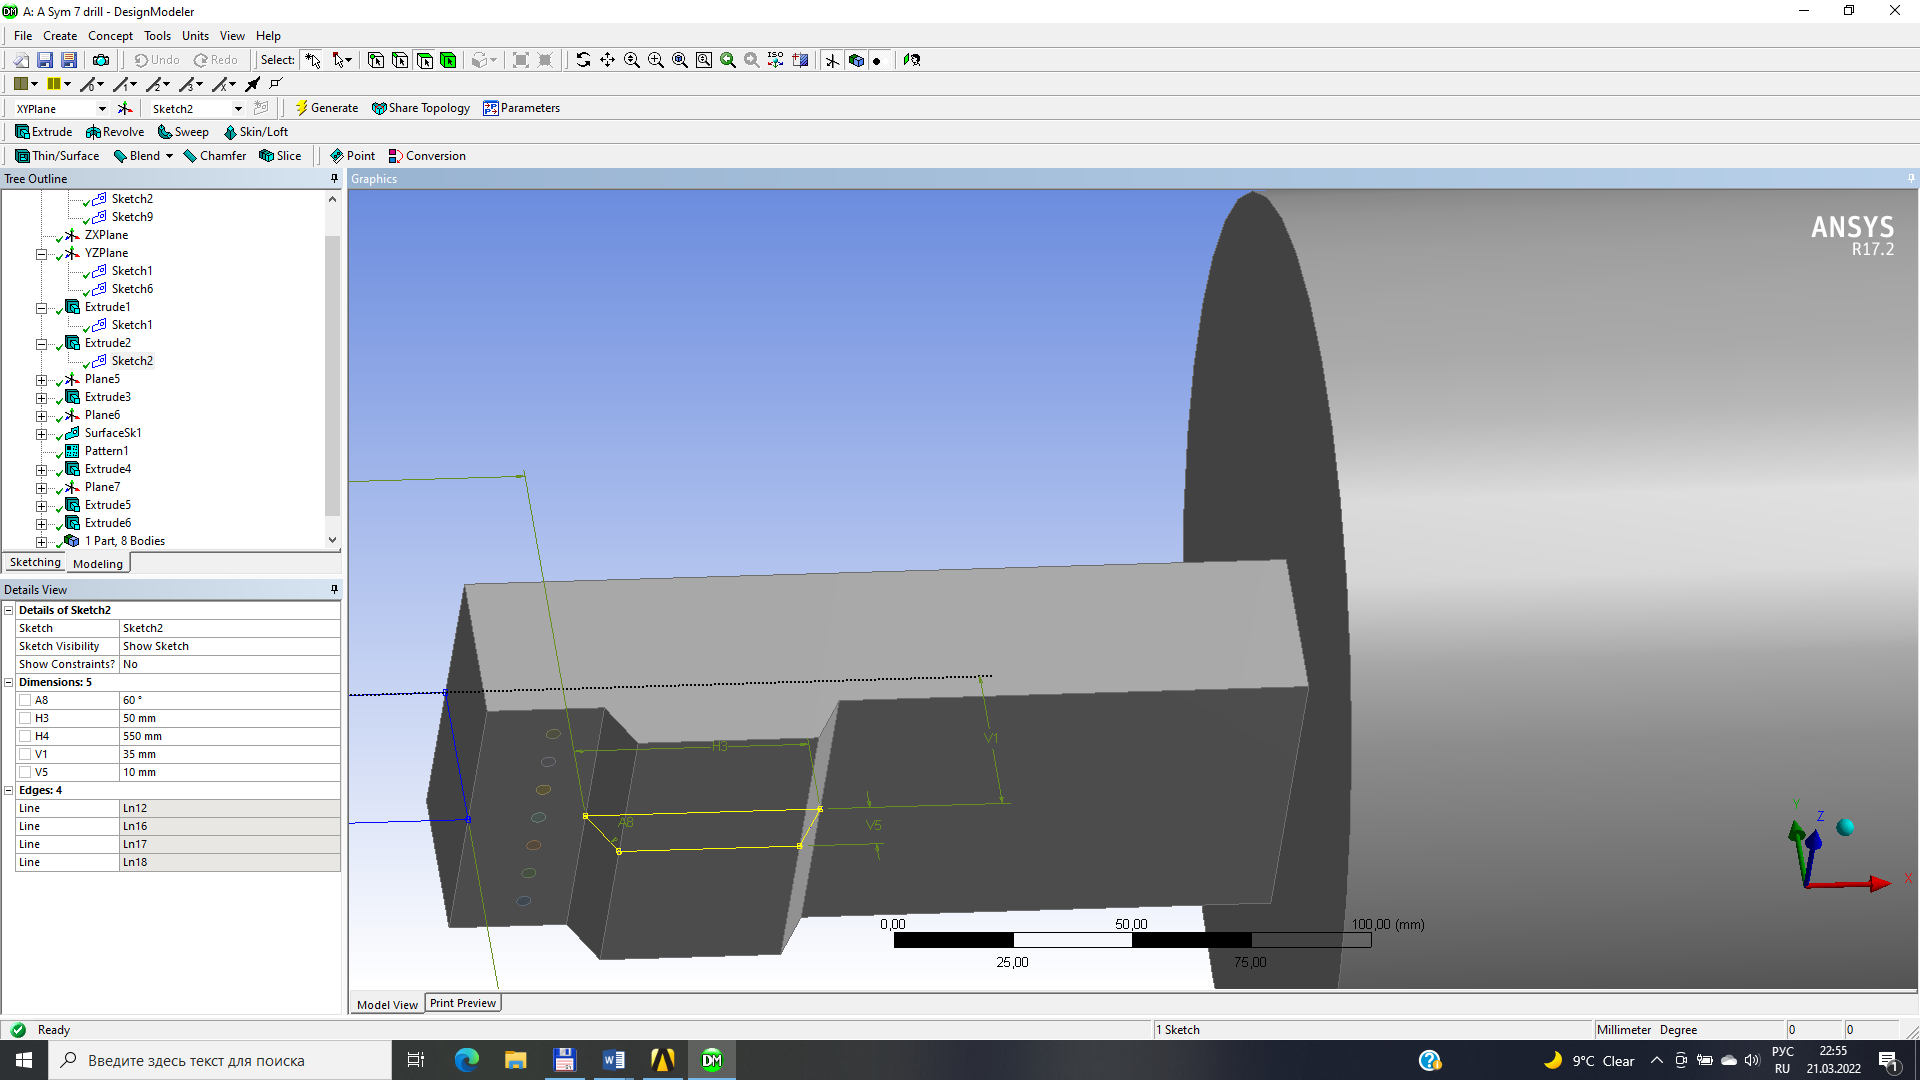 A: A Sym 7 drill - DesignModeler
File Create Concept Tools Units View Help
Undo Redo Select: ISO
XYPlane Sketch2 Generate Share Topology Parameters
Extrude Revolve Sweep Skin/Loft
Thin/Surface Blend Chamfer Slice Point Conversion
Tree Outline
Sketch2
Sketch9
ZXPlane
YZPlane
Sketch1
Sketch6
Extrude1
Sketch1
Extrude2
Sketch2
Plane5
Extrude3
Plane6
SurfaceSk1
Pattern1
Extrude4
Plane7
Extrude5
Extrude6
1 Part, 8 Bodies
Sketching Modeling
Details View
Details of Sketch2
Sketch Sketch2
Sketch Visibility Show Sketch
Show Constraints? No
Dimensions: 5
A8 60 °
H3 50 mm
H4 550 mm
V1 35 mm
V5 10 mm
Edges: 4
Line Ln12
Line Ln16
Line Ln17
Line Ln18
Graphics
ANSYS
R17.2
H3
V1
A8
V5
Y
Z
X
0,00 50,00 100,00 (mm)
25,00 75,00
Model View Print Preview
Ready 1 Sketch Millimeter Degree 0 0
Введите здесь текст для поиска
9°C Clear
РУС
RU
22:55
21.03.2022
1